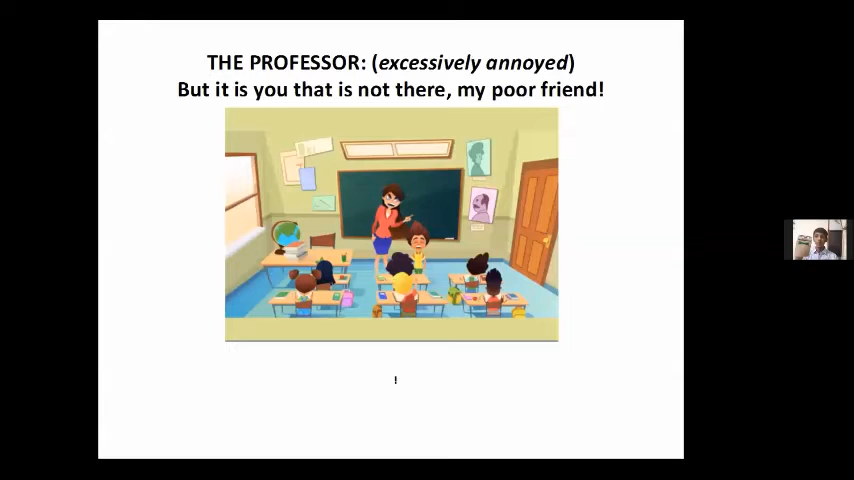 THE PROFESSOR: (excessively annoyed)
But it is you that is not there, my poor friend!
!